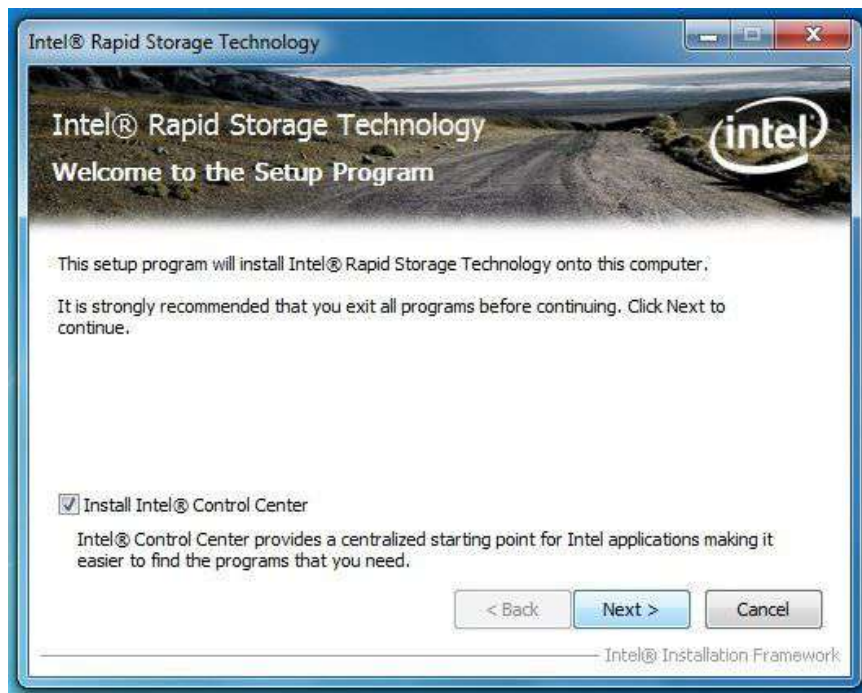 Intel® Rapid Storage Technology
Intel® Rapid Storage Technology
intel
Welcome to the Setup Program
This setup program will install Intel® Rapid Storage Technology onto this computer.
It is strongly recommended that you exit all programs before continuing. Click Next to
continue.
Install Intel® Control Center
Intel® Control Center provides a centralized starting point for Intel applications making it
easier to find the programs that you need.
< Back Next > Cancel
Intel® Installation Framework